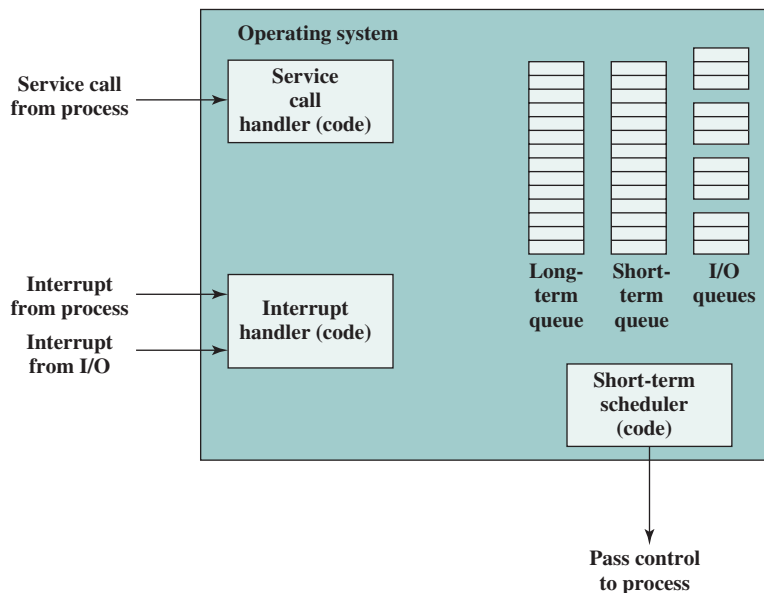 Operating system
Service call
from process
Service
call
handler (code)
Interrupt
from process
Interrupt
from I/O
Interrupt
handler (code)
Long-
term
queue
Short-
term
queue
I/O
queues
Short-term
scheduler
(code)
Pass control
to process